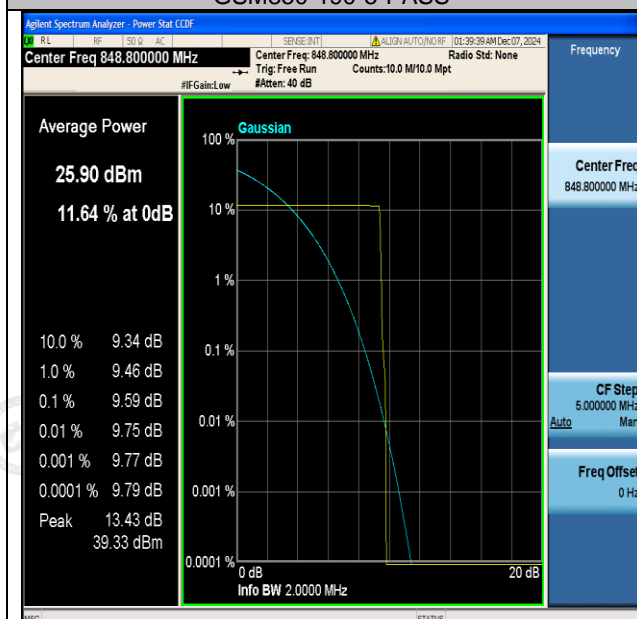 Agilent Spectrum Analyzer - Power Stat CCDF
RL RF 50 Ω AC SENSE:INT ALIGN AUTO/NO RF 01:39:39 AM Dec 07, 2024
Center Freq 848.800000 MHz
Center Freq: 848.800000 MHz Radio Std: None
Trig: Free Run Counts:10.0 M/10.0 Mpt
#IFGain:Low #Atten: 40 dB
Frequency
Average Power
25.90 dBm
11.64 % at 0dB
10.0 % 9.34 dB
1.0 % 9.46 dB
0.1 % 9.59 dB
0.01 % 9.75 dB
0.001 % 9.77 dB
0.0001 % 9.79 dB
Peak 13.43 dB
39.33 dBm
Gaussian
100 %
10 %
1 %
0.1 %
0.01 %
0.001 %
0.0001 %
0 dB 20 dB
Info BW 2.0000 MHz
Center Freq
848.800000 MHz
CF Step
5.000000 MHz
Auto Man
Freq Offset
0 Hz